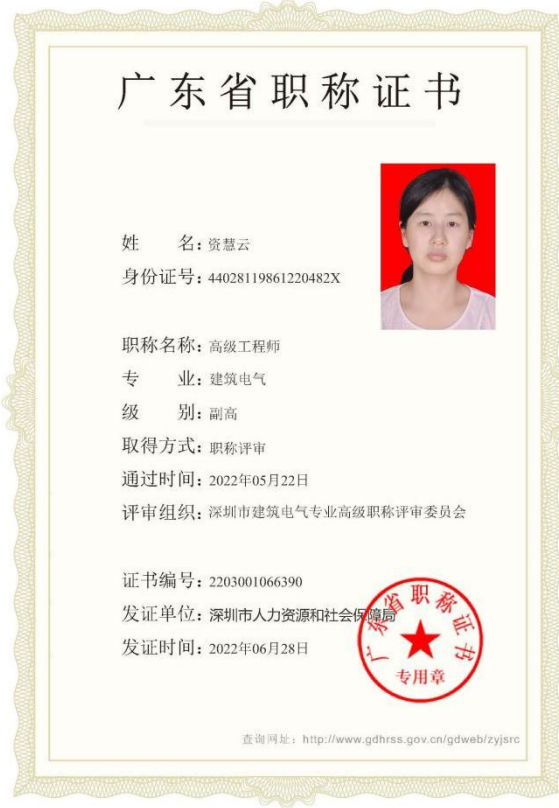 广东省职称证书
姓 名：资慧云
身份证号：44028119861220482X
职称名称：高级工程师
专 业：建筑电气
级 别：副高
取得方式：职称评审
通过时间：2022年05月22日
评审组织：深圳市建筑电气专业高级职称评审委员会
证书编号：2203001066390
发证单位：深圳市人力资源和社会保障局
发证时间：2022年06月28日
广东省职称证书
专用章
查询网址：http://www.gdhrss.gov.cn/gdweb/zyjsrc